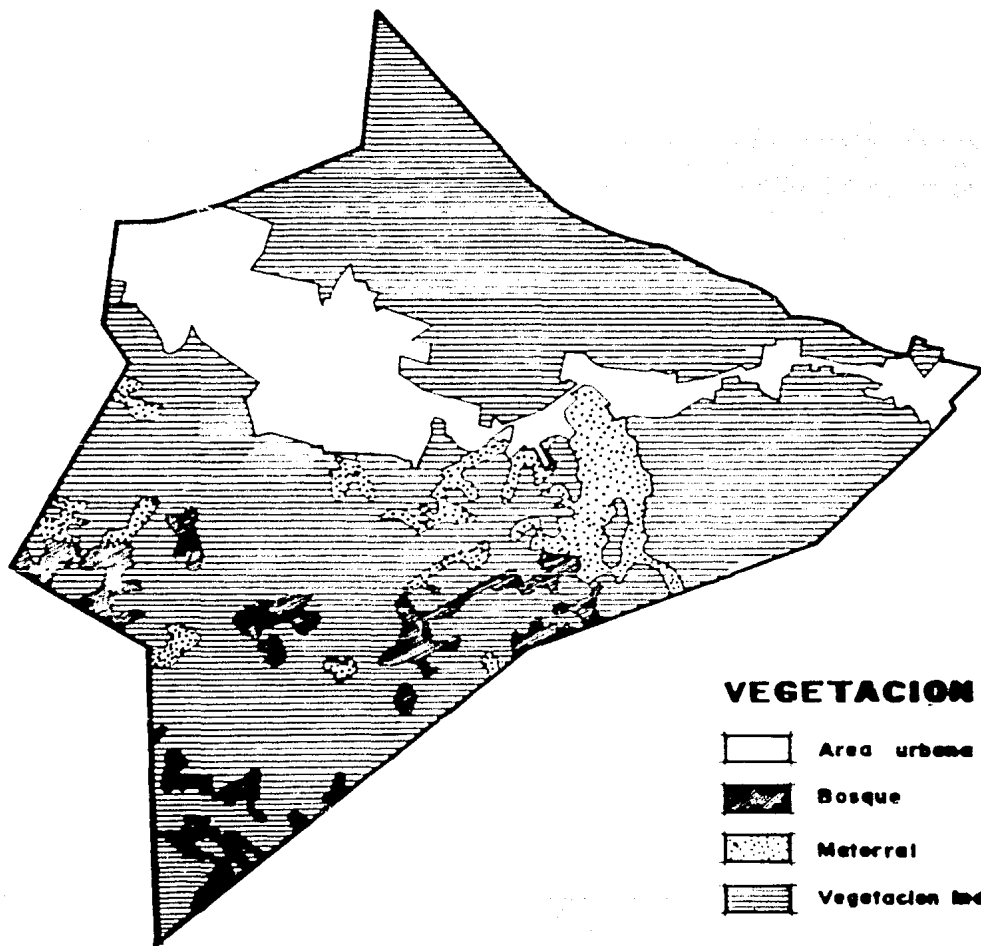 VEGETACION
Area urbana
Bosque
Matorral
Vegetacion